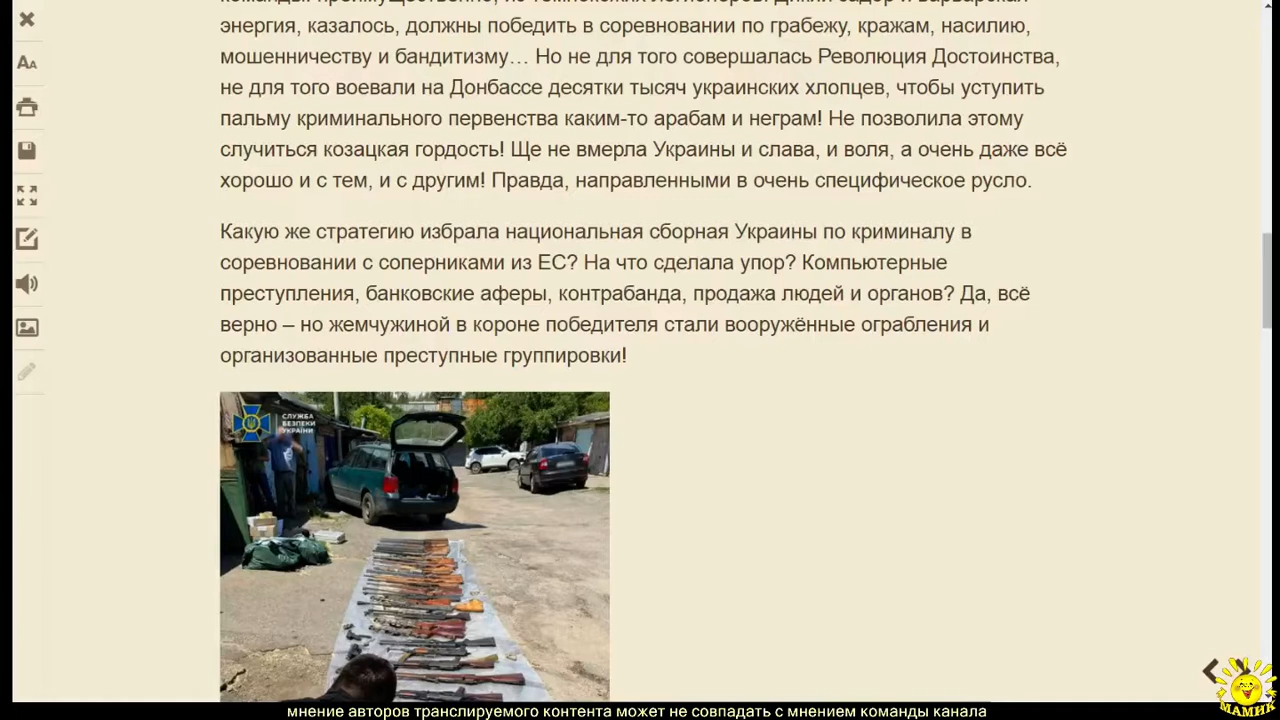 энергия, казалось, должны победить в соревновании по грабежу, кражам, насилию,
мошенничеству и бандитизму… Но не для того совершалась Революция Достоинства,
не для того воевали на Донбассе десятки тысяч украинских хлопцев, чтобы уступить
пальму криминального первенства каким-то арабам и неграм! Не позволила этому
случиться козацкая гордость! Ще не вмерла Украины и слава, и воля, а очень даже всё
хорошо и с тем, и с другим! Правда, направленными в очень специфическое русло.
Какую же стратегию избрала национальная сборная Украины по криминалу в
соревновании с соперниками из ЕС? На что сделала упор? Компьютерные
преступления, банковские аферы, контрабанда, продажа людей и органов? Да, всё
верно – но жемчужиной в короне победителя стали вооружённые ограбления и
организованные преступные группировки!
СЛУЖБА
БЕЗПЕКИ
УКРАЇНИ
МАМИК
мнение авторов транслируемого контента может не совпадать с мнением команды канала